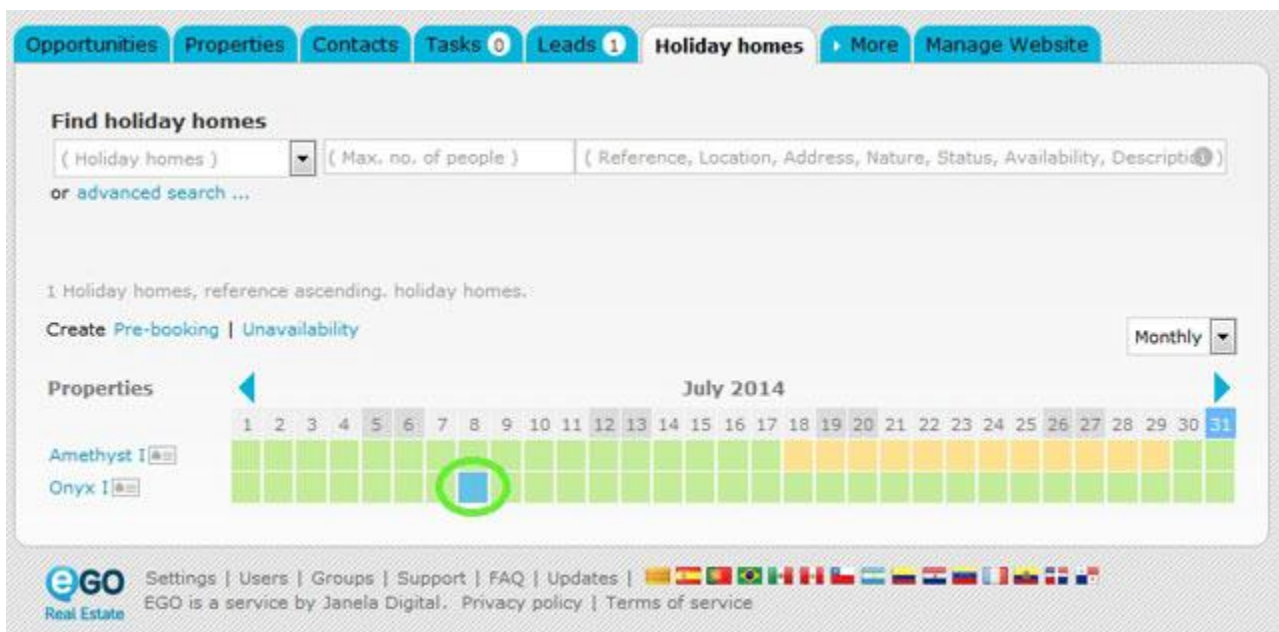 Opportunities Properties Contacts Tasks 0 Leads 1 Holiday homes More Manage Website
Find holiday homes
( Holiday homes ) ( Max. no. of people ) ( Reference, Location, Address, Nature, Status, Availability, )
or advanced search ...
1 Holiday homes, reference ascending. holiday homes.
Create Pre-booking | Unavailability
Monthly
Properties July 2014
1 2 3 4 5 6 7 8 9 10 11 12 13 14 15 16 17 18 19 20 21 22 23 24 25 26 27 28 29 30 31
Amethyst I
Onyx I
eGO Settings | Users | Groups | Support | FAQ | Updates |
Real Estate EGO is a service by Janela Digital. Privacy policy | Terms of service